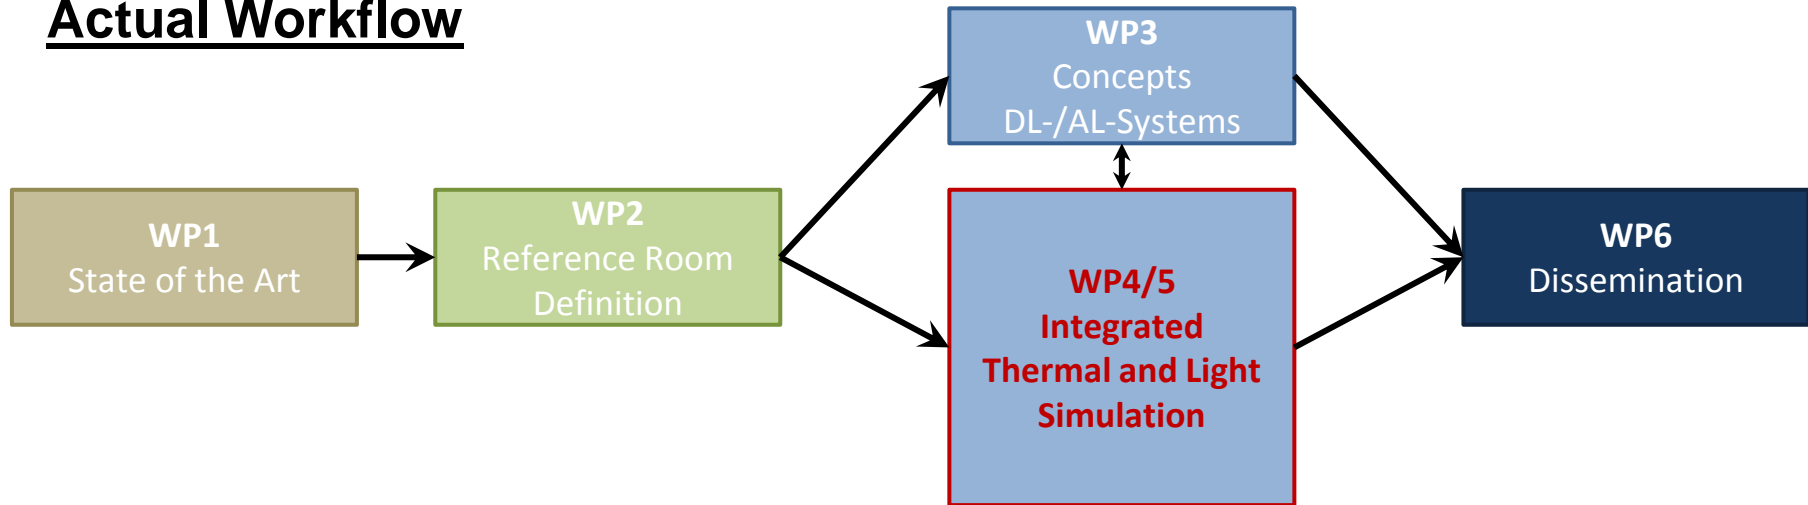 Actual Workflow
WP3
Concepts
DL-/AL-Systems
WP1
State of the Art
WP2
Reference Room
Definition
WP4/5
Integrated
Thermal and Light
Simulation
WP6
Dissemination